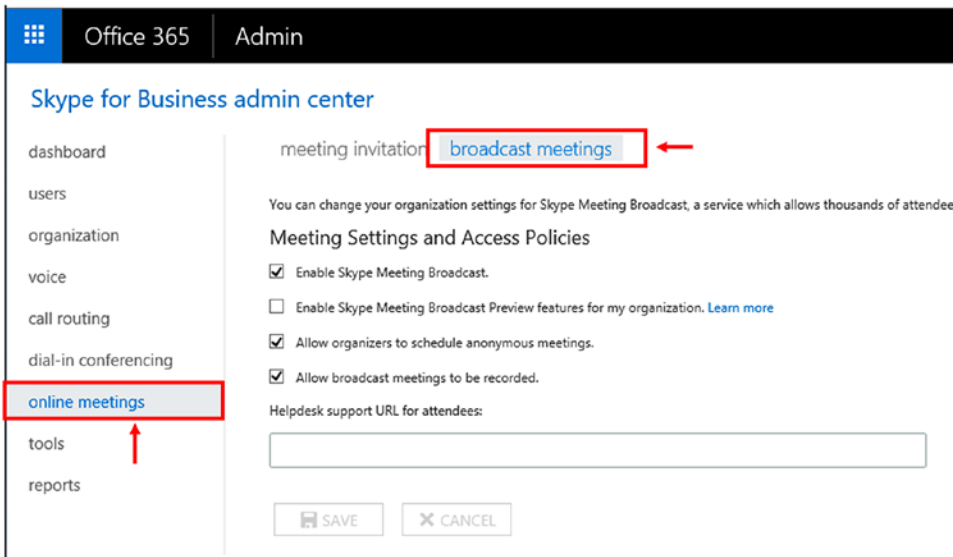 Office 365 Admin
Skype for Business admin center
dashboard
users
organization
voice
call routing
dial-in conferencing
online meetings
tools
reports
meeting invitation broadcast meetings
You can change your organization settings for Skype Meeting Broadcast, a service which allows thousands of attendee
Meeting Settings and Access Policies
Enable Skype Meeting Broadcast.
Enable Skype Meeting Broadcast Preview features for my organization. Learn more
Allow organizers to schedule anonymous meetings.
Allow broadcast meetings to be recorded.
Helpdesk support URL for attendees:
SAVE CANCEL